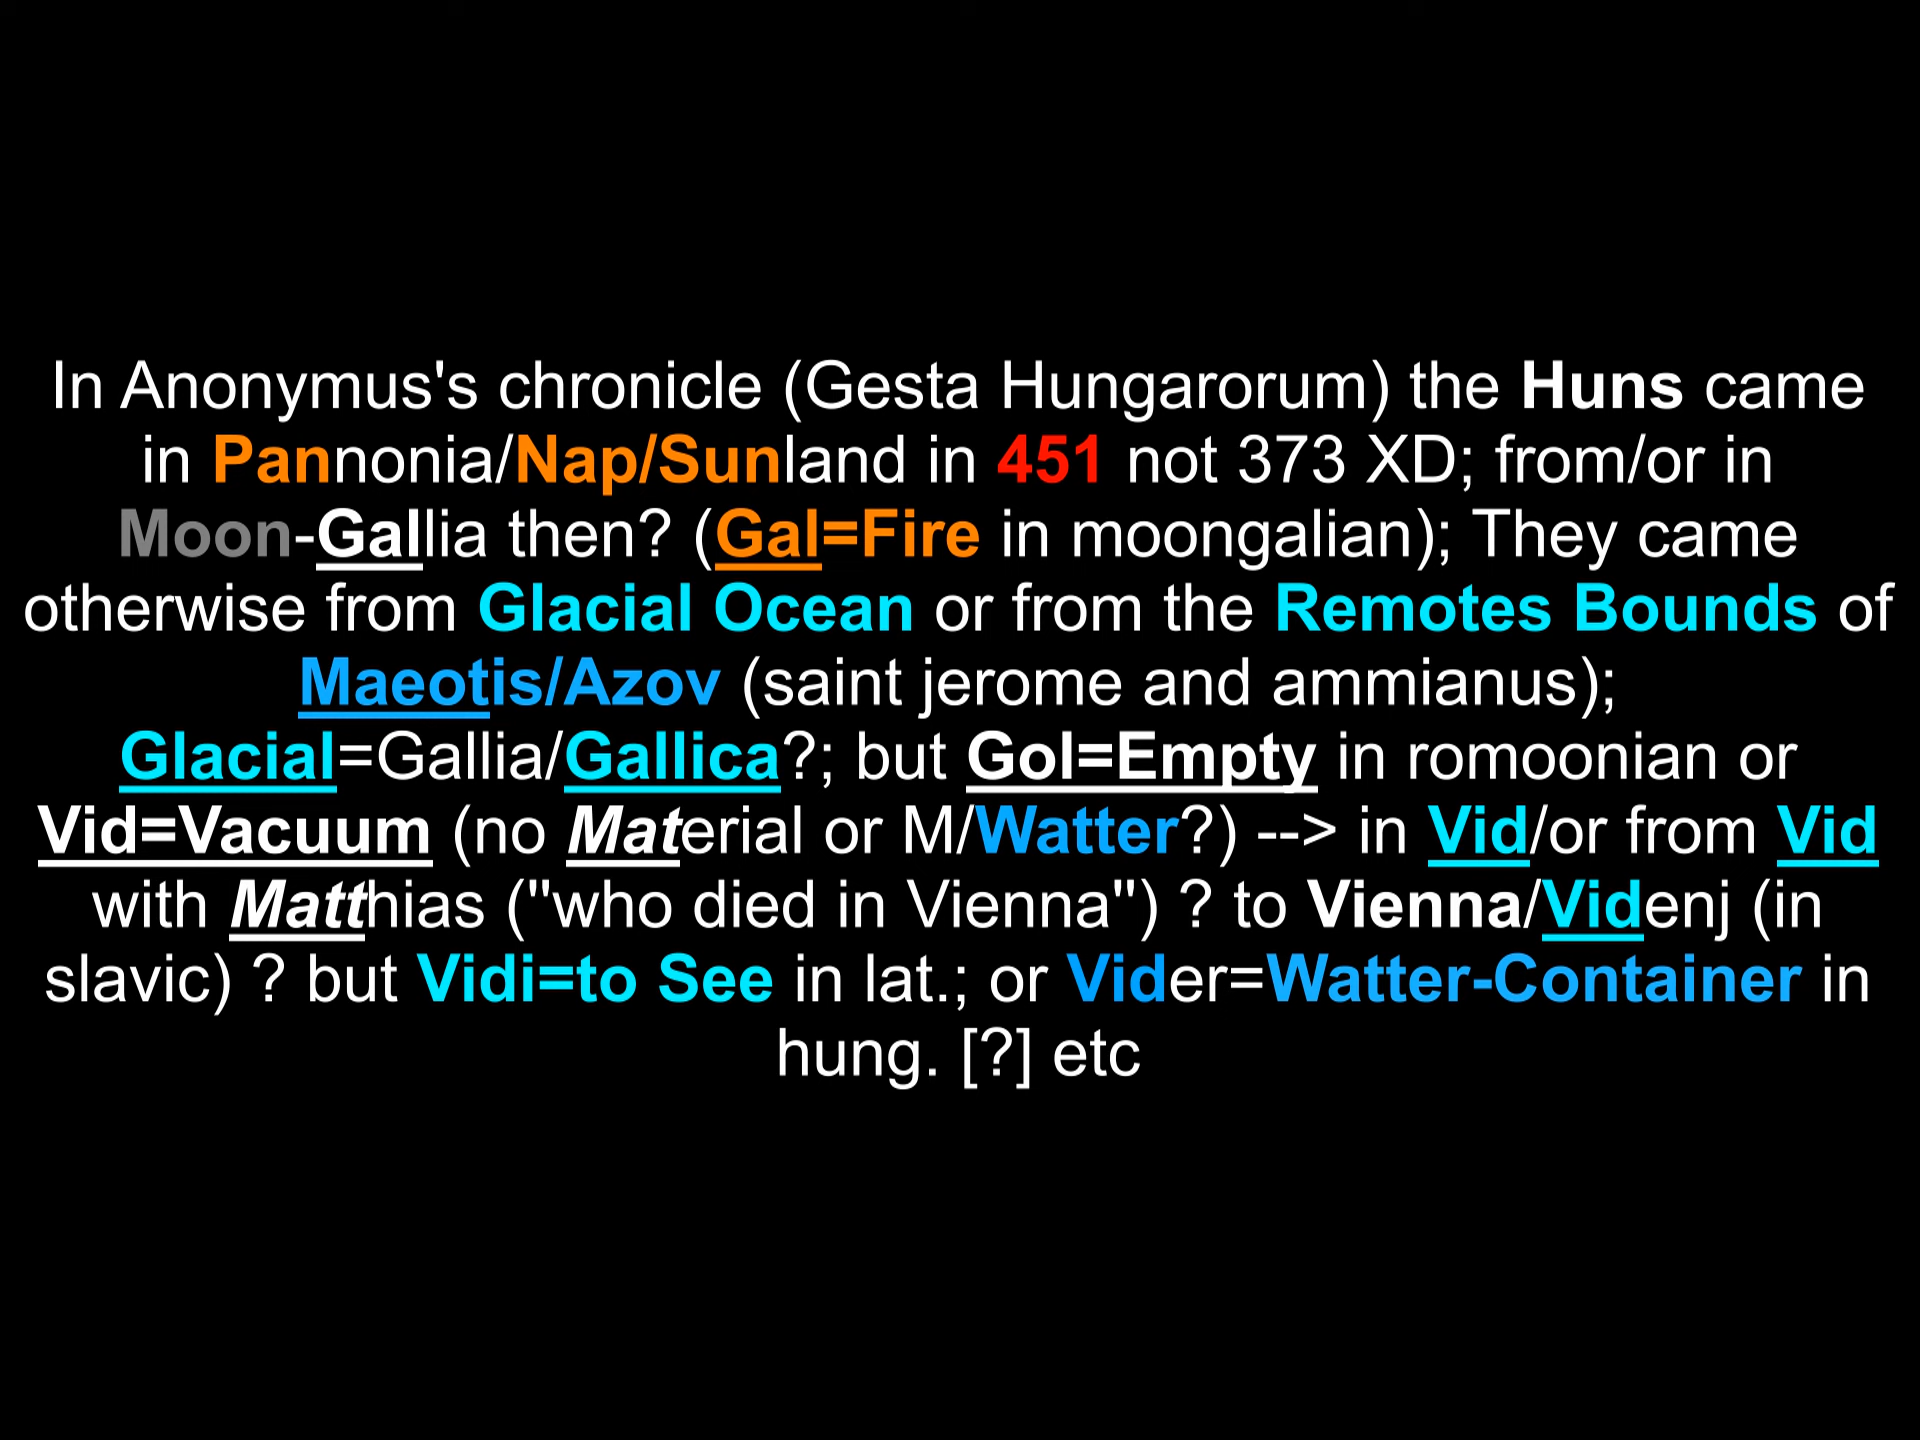 In Anonymus's chronicle (Gesta Hungarorum) the Huns came
in Pannonia/Nap/Sunland in 451 not 373 XD; from/or in
Moon-Gallia then? (Gal=Fire in moongalian); They came
otherwise from Glacial Ocean or from the Remotes Bounds of
Maeotis/Azov (saint jerome and ammianus);
Glacial=Gallia/Gallica?; but Gol=Empty in romoonian or
Vid=Vacuum (no Material or M/Watter?) --> in Vid/or from Vid
with Matthias ("who died in Vienna") ? to Vienna/Videnj (in
slavic) ? but Vidi=to See in lat.; or Vider=Watter-Container in
hung. [?] etc